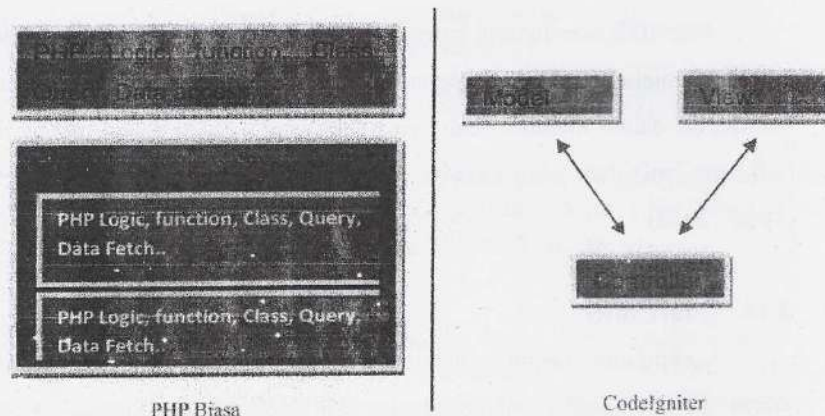 PHP Logic, function, Class,
Query, Data access
PHP Logic, function, Class, Query,
Data Fetch..
PHP Logic, function, Class, Query,
Data Fetch..
PHP Biasa
Model
View
Controller
CodeIgniter